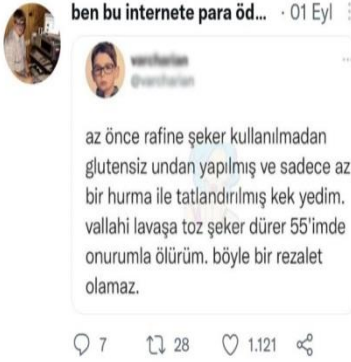 ben bu internete para öd... · 01 Eyl
az önce rafine şeker kullanılmadan
glutensiz undan yapılmış ve sadece az
bir hurma ile tatlandırılmış kek yedim.
vallahi lavaşa toz şeker dürer 55'imde
onurumla ölürüm. böyle bir rezalet
olamaz.
7 28 1.121